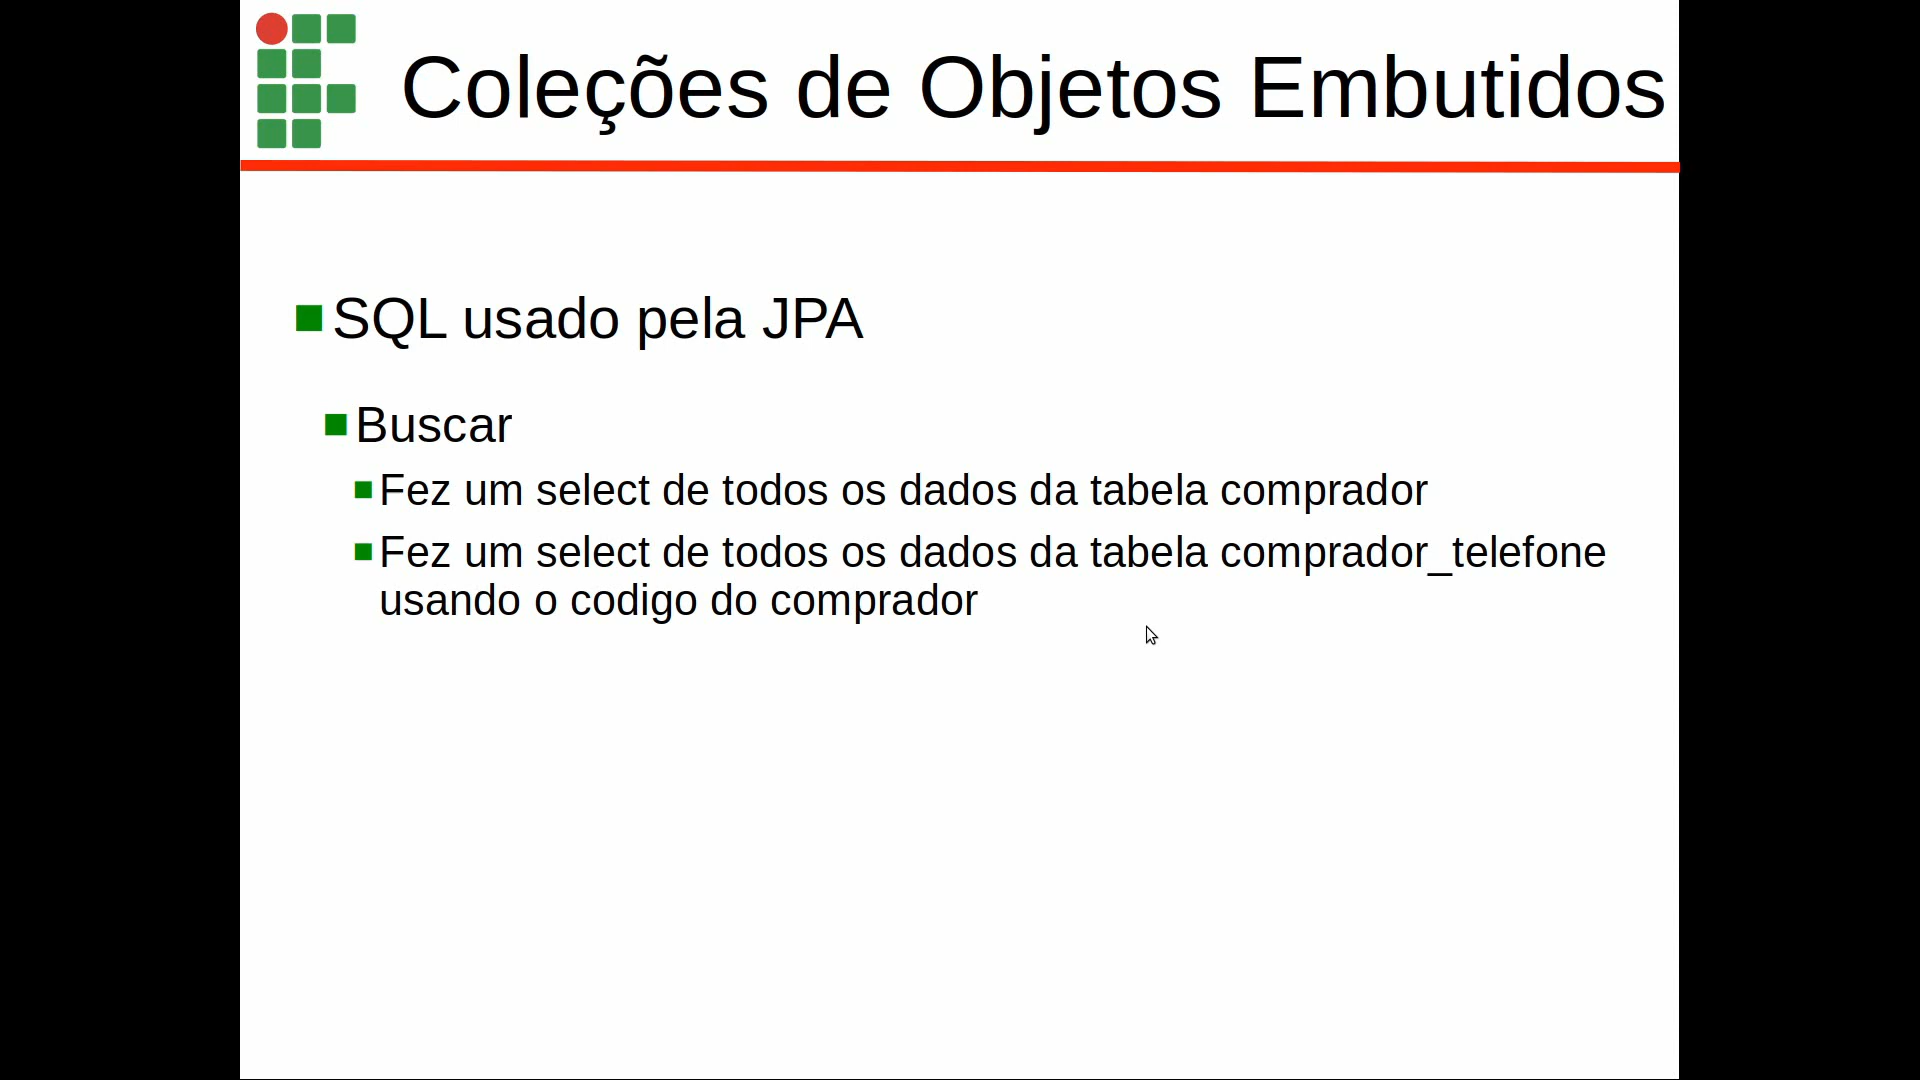 Coleções de Objetos Embutidos
SQL usado pela JPA
Buscar
Fez um select de todos os dados da tabela comprador
Fez um select de todos os dados da tabela comprador_telefone
usando o codigo do comprador